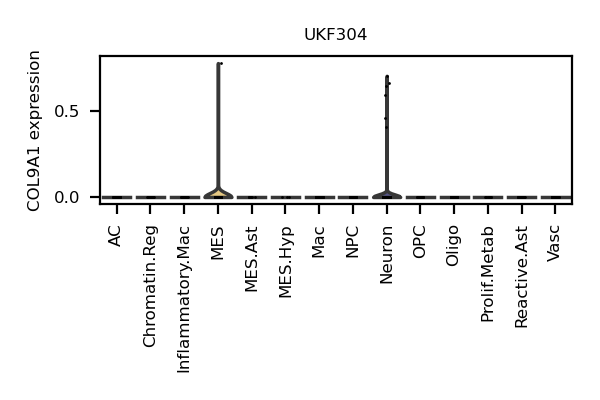 UKF304
COL9A1 expression
0.5
0.0
AC
Chromatin.Reg
Inflammatory.Mac
MES
MES.Ast
MES.Hyp
Mac
NPC
Neuron
OPC
Oligo
Prolif.Metab
Reactive.Ast
Vasc